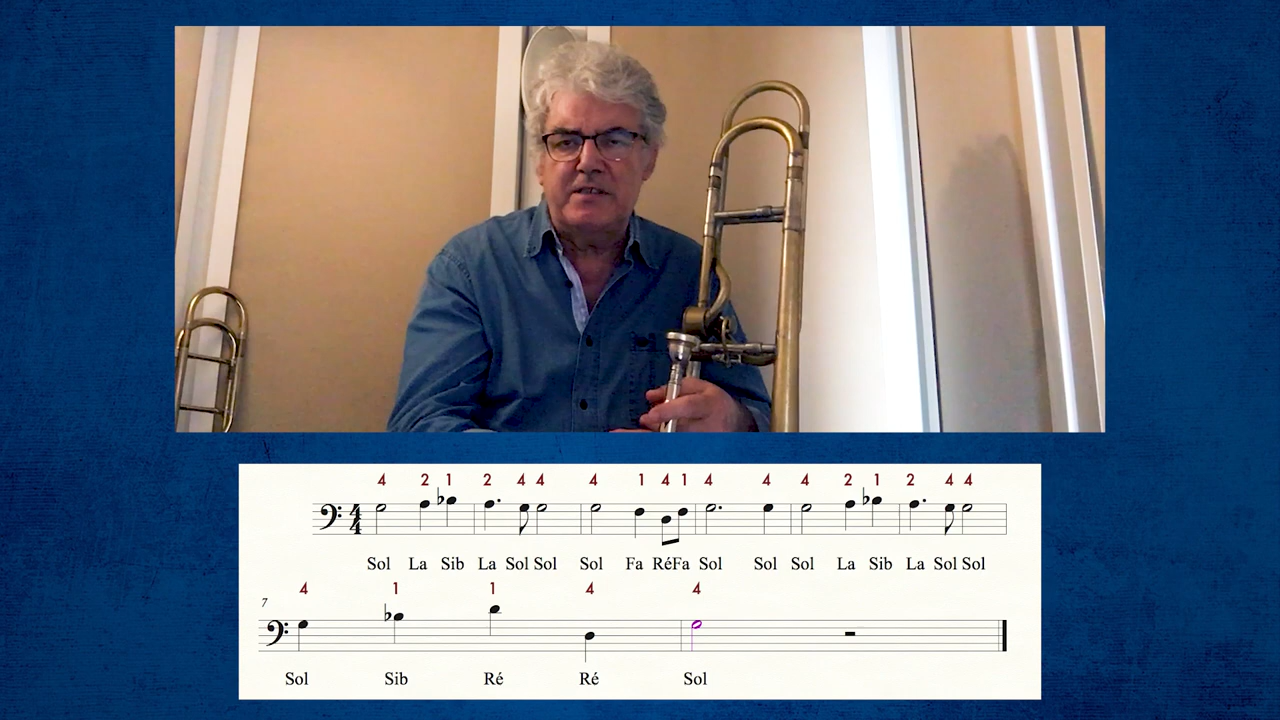 4 2 1 2 4 4 4 1 4 1 4 4 4 2 1 2 4 4
4
4
Sol La Sib La Sol Sol Sol Fa RéFa Sol Sol Sol La Sib La Sol Sol
4 1 1 4 4
7
Sol Sib Ré Ré Sol